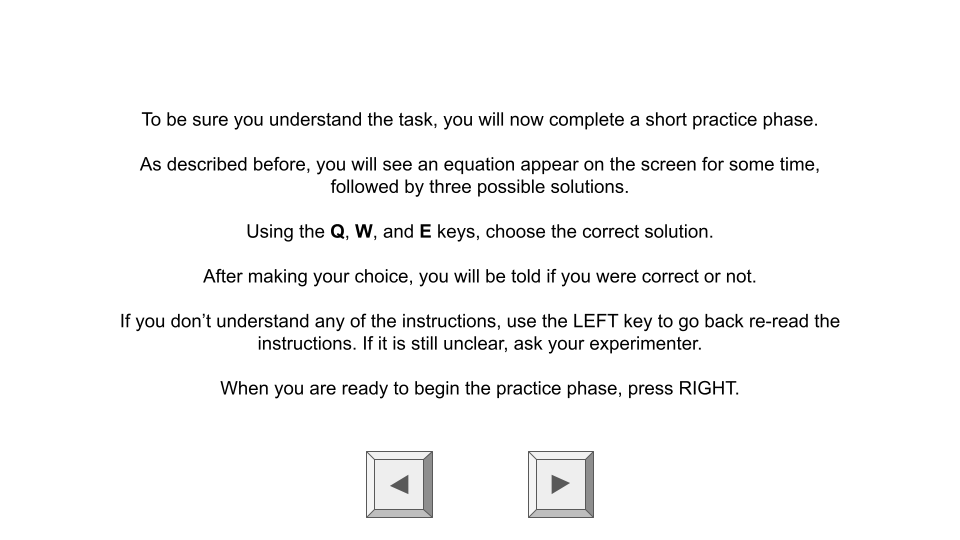 To be sure you understand the task, you will now complete a short practice phase.
As described before, you will see an equation appear on the screen for some time,
followed by three possible solutions.
Using the Q, W, and E keys, choose the correct solution.
After making your choice, you will be told if you were correct or not.
If you don’t understand any of the instructions, use the LEFT key to go back re-read the
instructions. If it is still unclear, ask your experimenter.
When you are ready to begin the practice phase, press RIGHT.